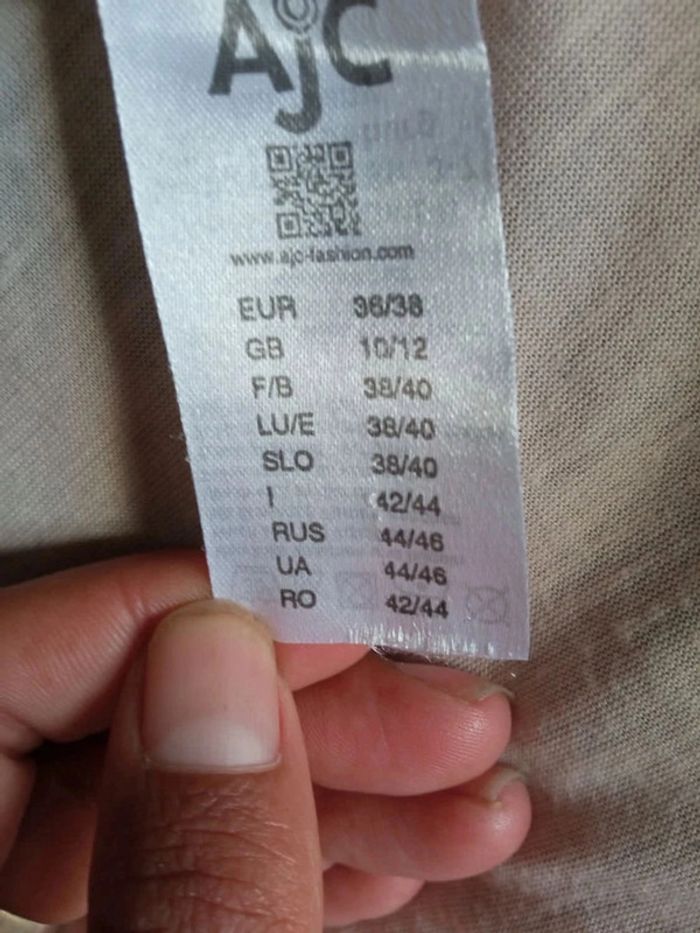 AjC
www.ajc-fashion.com
EUR 36/38
GB 10/12
F/B 38/40
LU/E 38/40
SLO 38/40
I 42/44
RUS 44/46
UA 44/46
RO 42/44